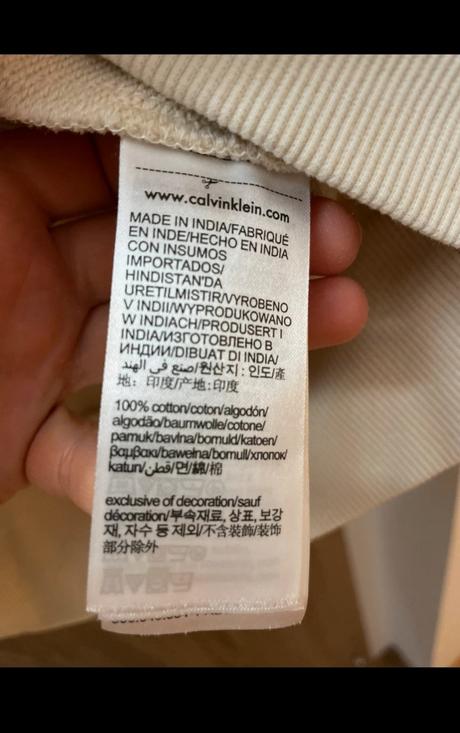 www.calvinklein.com
MADE IN INDIA/FABRIQUÉ
EN INDE/HECHO EN INDIA
CON INSUMOS
IMPORTADOS/
HINDISTAN'DA
URETILMISTIR/VYROBENO
V INDII/WYPRODUKOWANO
W INDIACH/PRODUSERT I
INDIA/ИЗГОТОВЛЕНО В
ИНДИИ/DIBUAT DI INDIA/
صنع في الهند/원산지 : 인도/產
地: 印度/产地:印度
100% cotton/coton/algodón/
algodão/baumwolle/cotone/
pamuk/bavlna/bomuld/katoen/
βαμβακι/bawełna/bomull/хлопок/
katun/قطن/면/綿/棉
exclusive of decoration/sauf
décoration/부속재료, 상표, 보강
재, 자수 등 제외/不含裝飾/装饰
部分除外